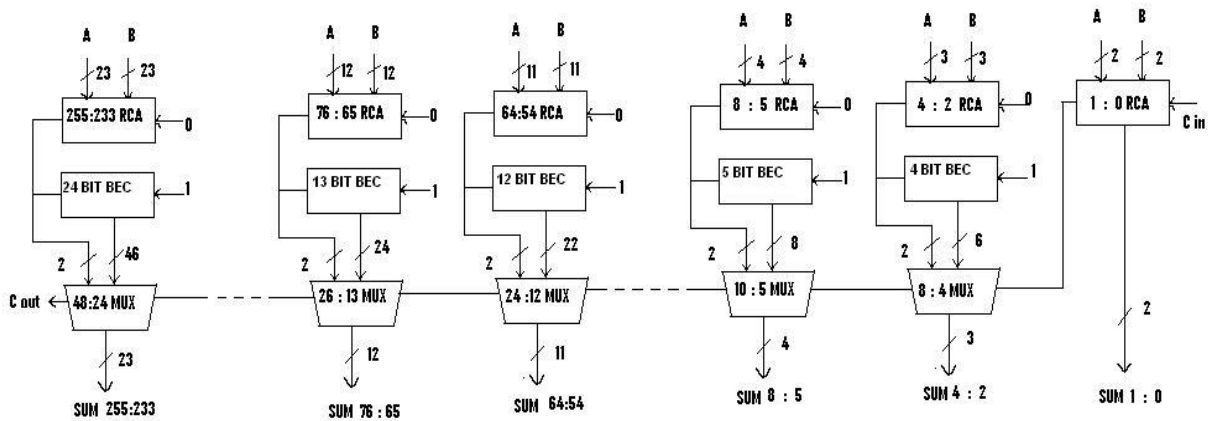 A B
23 23
255:233 RCA
0
24 BIT BEC
1
2 46
C out 48:24 MUX
23
SUM 255:233
A B
12 12
76 : 65 RCA
0
13 BIT BEC
1
2 24
26 : 13 MUX
12
SUM 76 : 65
A B
11 11
64:54 RCA
0
12 BIT BEC
1
2 22
24:12 MUX
11
SUM 64:54
A B
4 4
8 : 5 RCA
0
5 BIT BEC
1
2 8
10 : 5 MUX
4
SUM 8 : 5
A B
3 3
4 : 2 RCA
0
4 BIT BEC
1
2 6
8 : 4 MUX
3
SUM 4 : 2
A B
2 2
1 : 0 RCA
C in
2
SUM 1 : 0